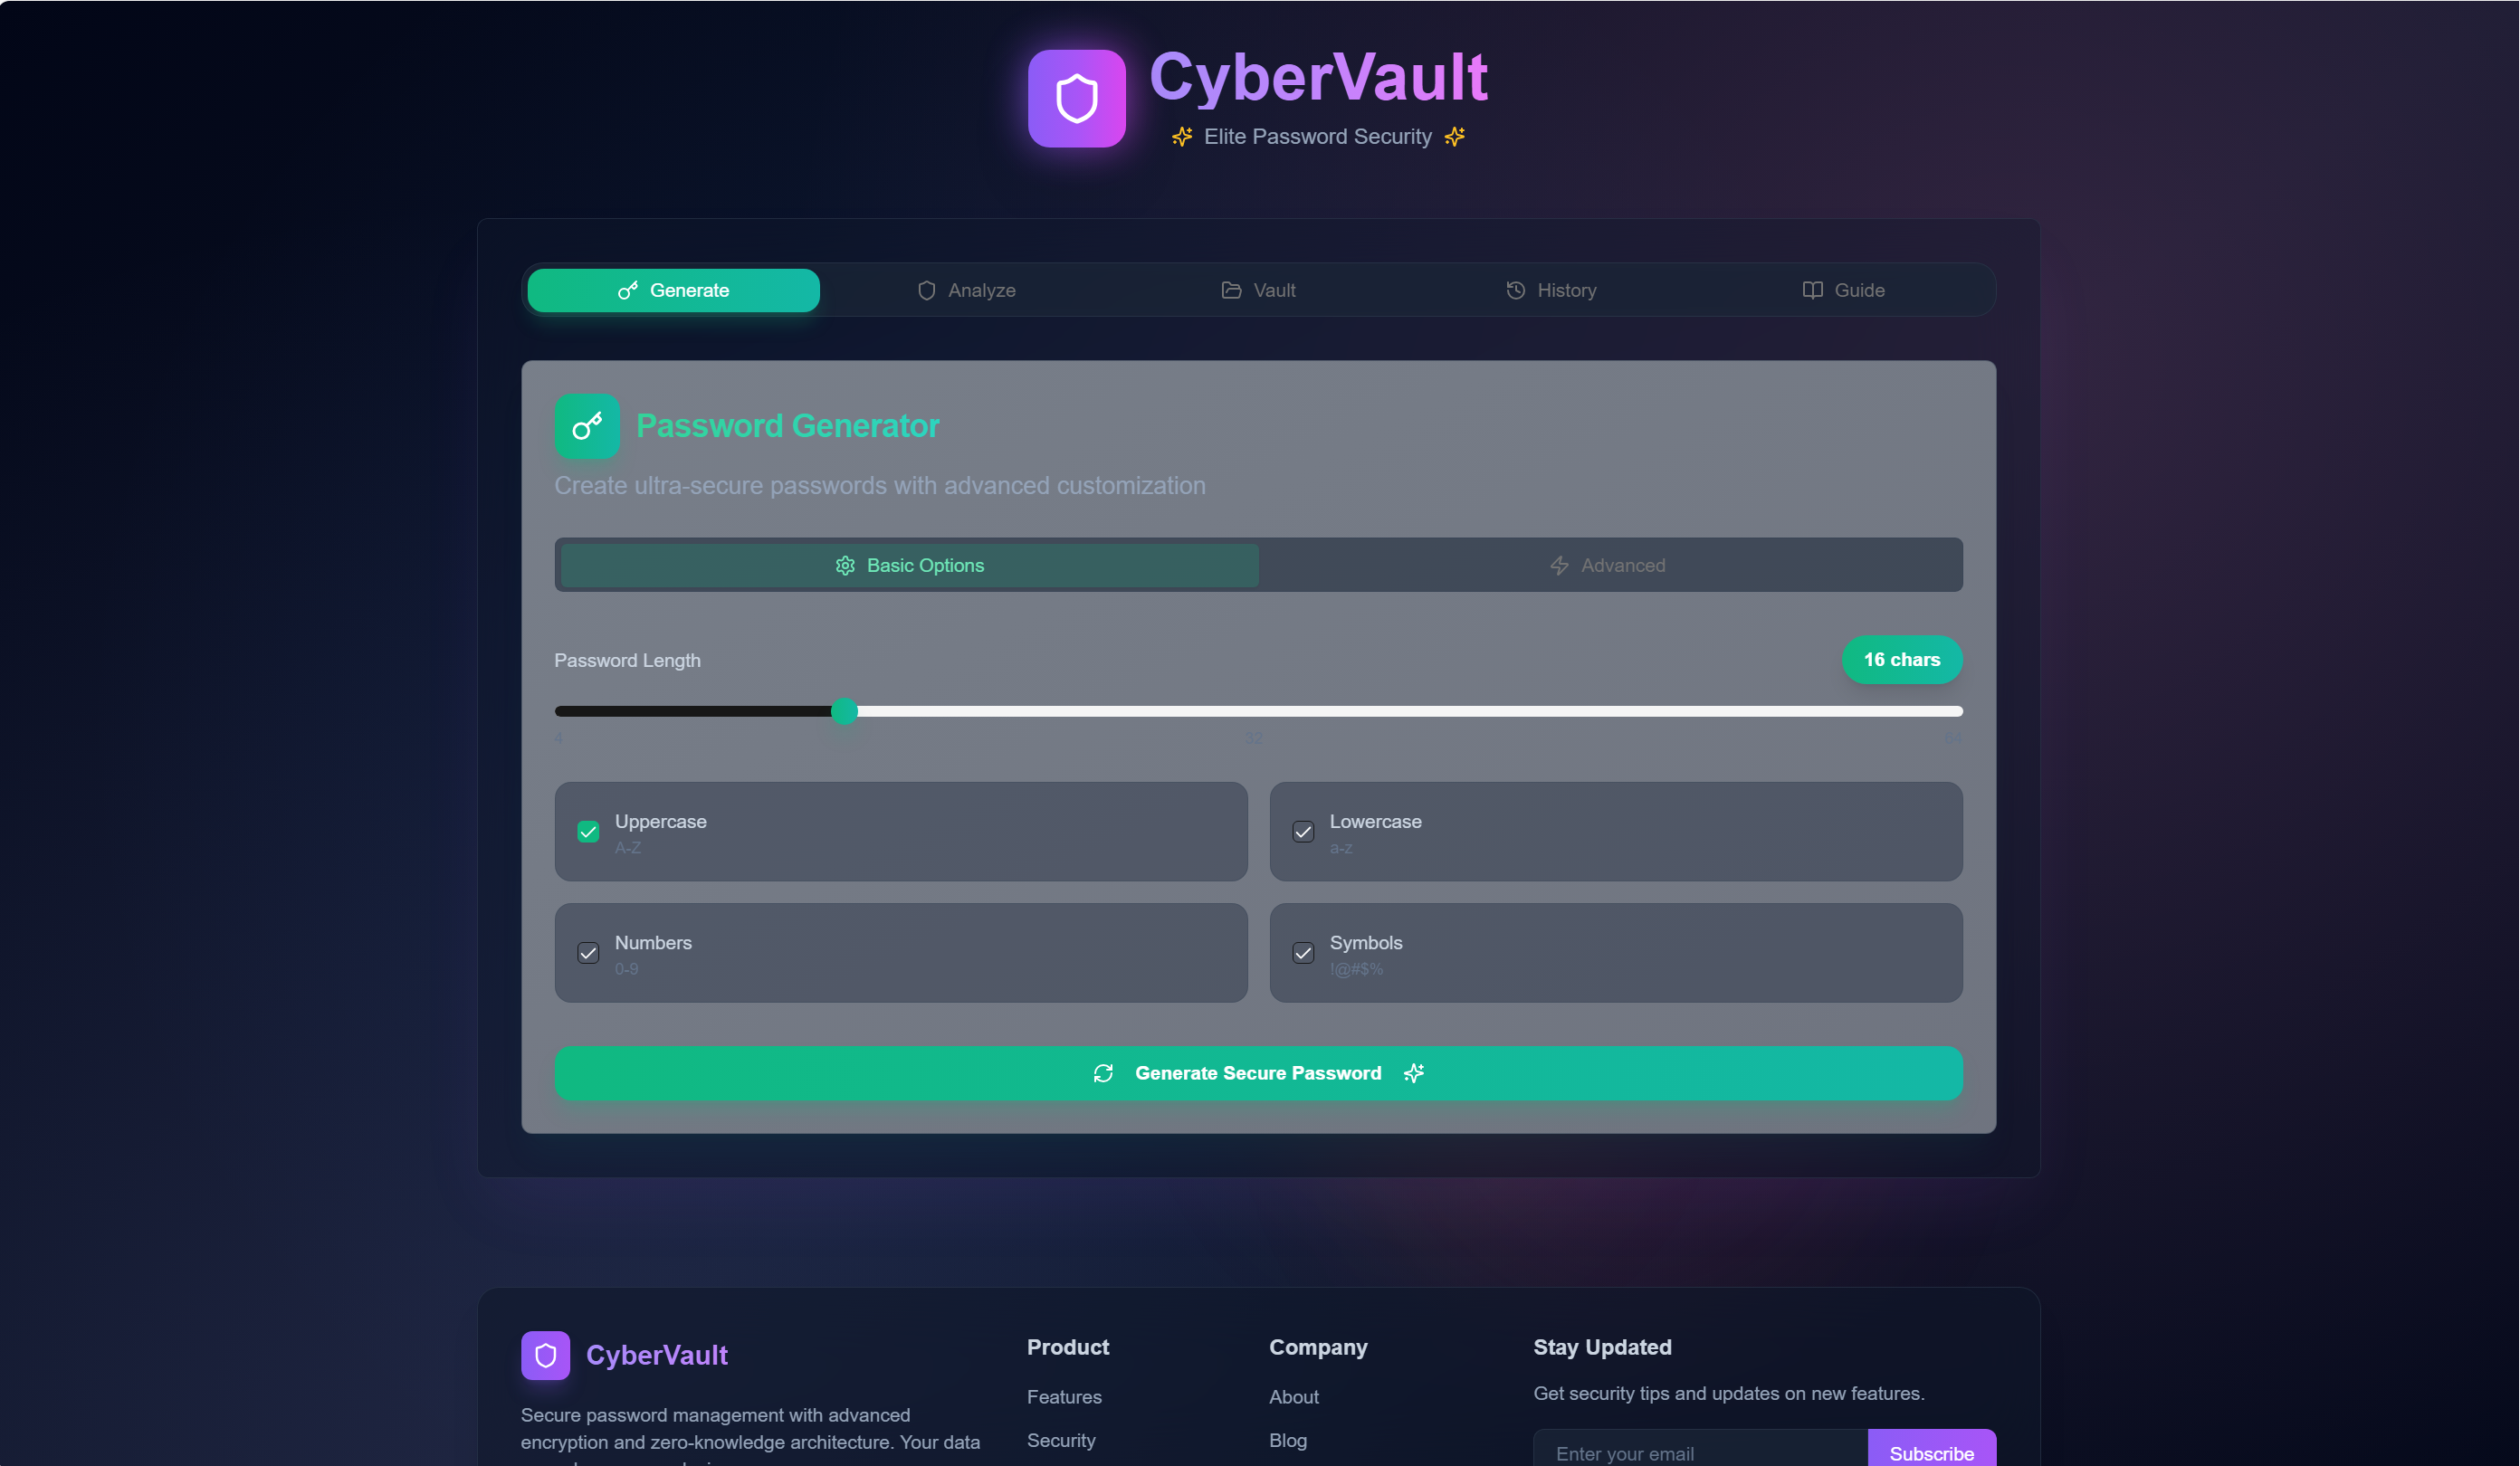 CyberVault
Elite Password Security
Generate
Analyze
Vault
History
Guide
Password Generator
Create ultra-secure passwords with advanced customization
Basic Options
Advanced
Password Length
16 chars
4
32
64
Uppercase
A-Z
Lowercase
a-z
Numbers
0-9
Symbols
!@#$%
Generate Secure Password
CyberVault
Secure password management with advanced
encryption and zero-knowledge architecture. Your data
Product
Features
Security
Company
About
Blog
Stay Updated
Get security tips and updates on new features.
Enter your email
Subscribe